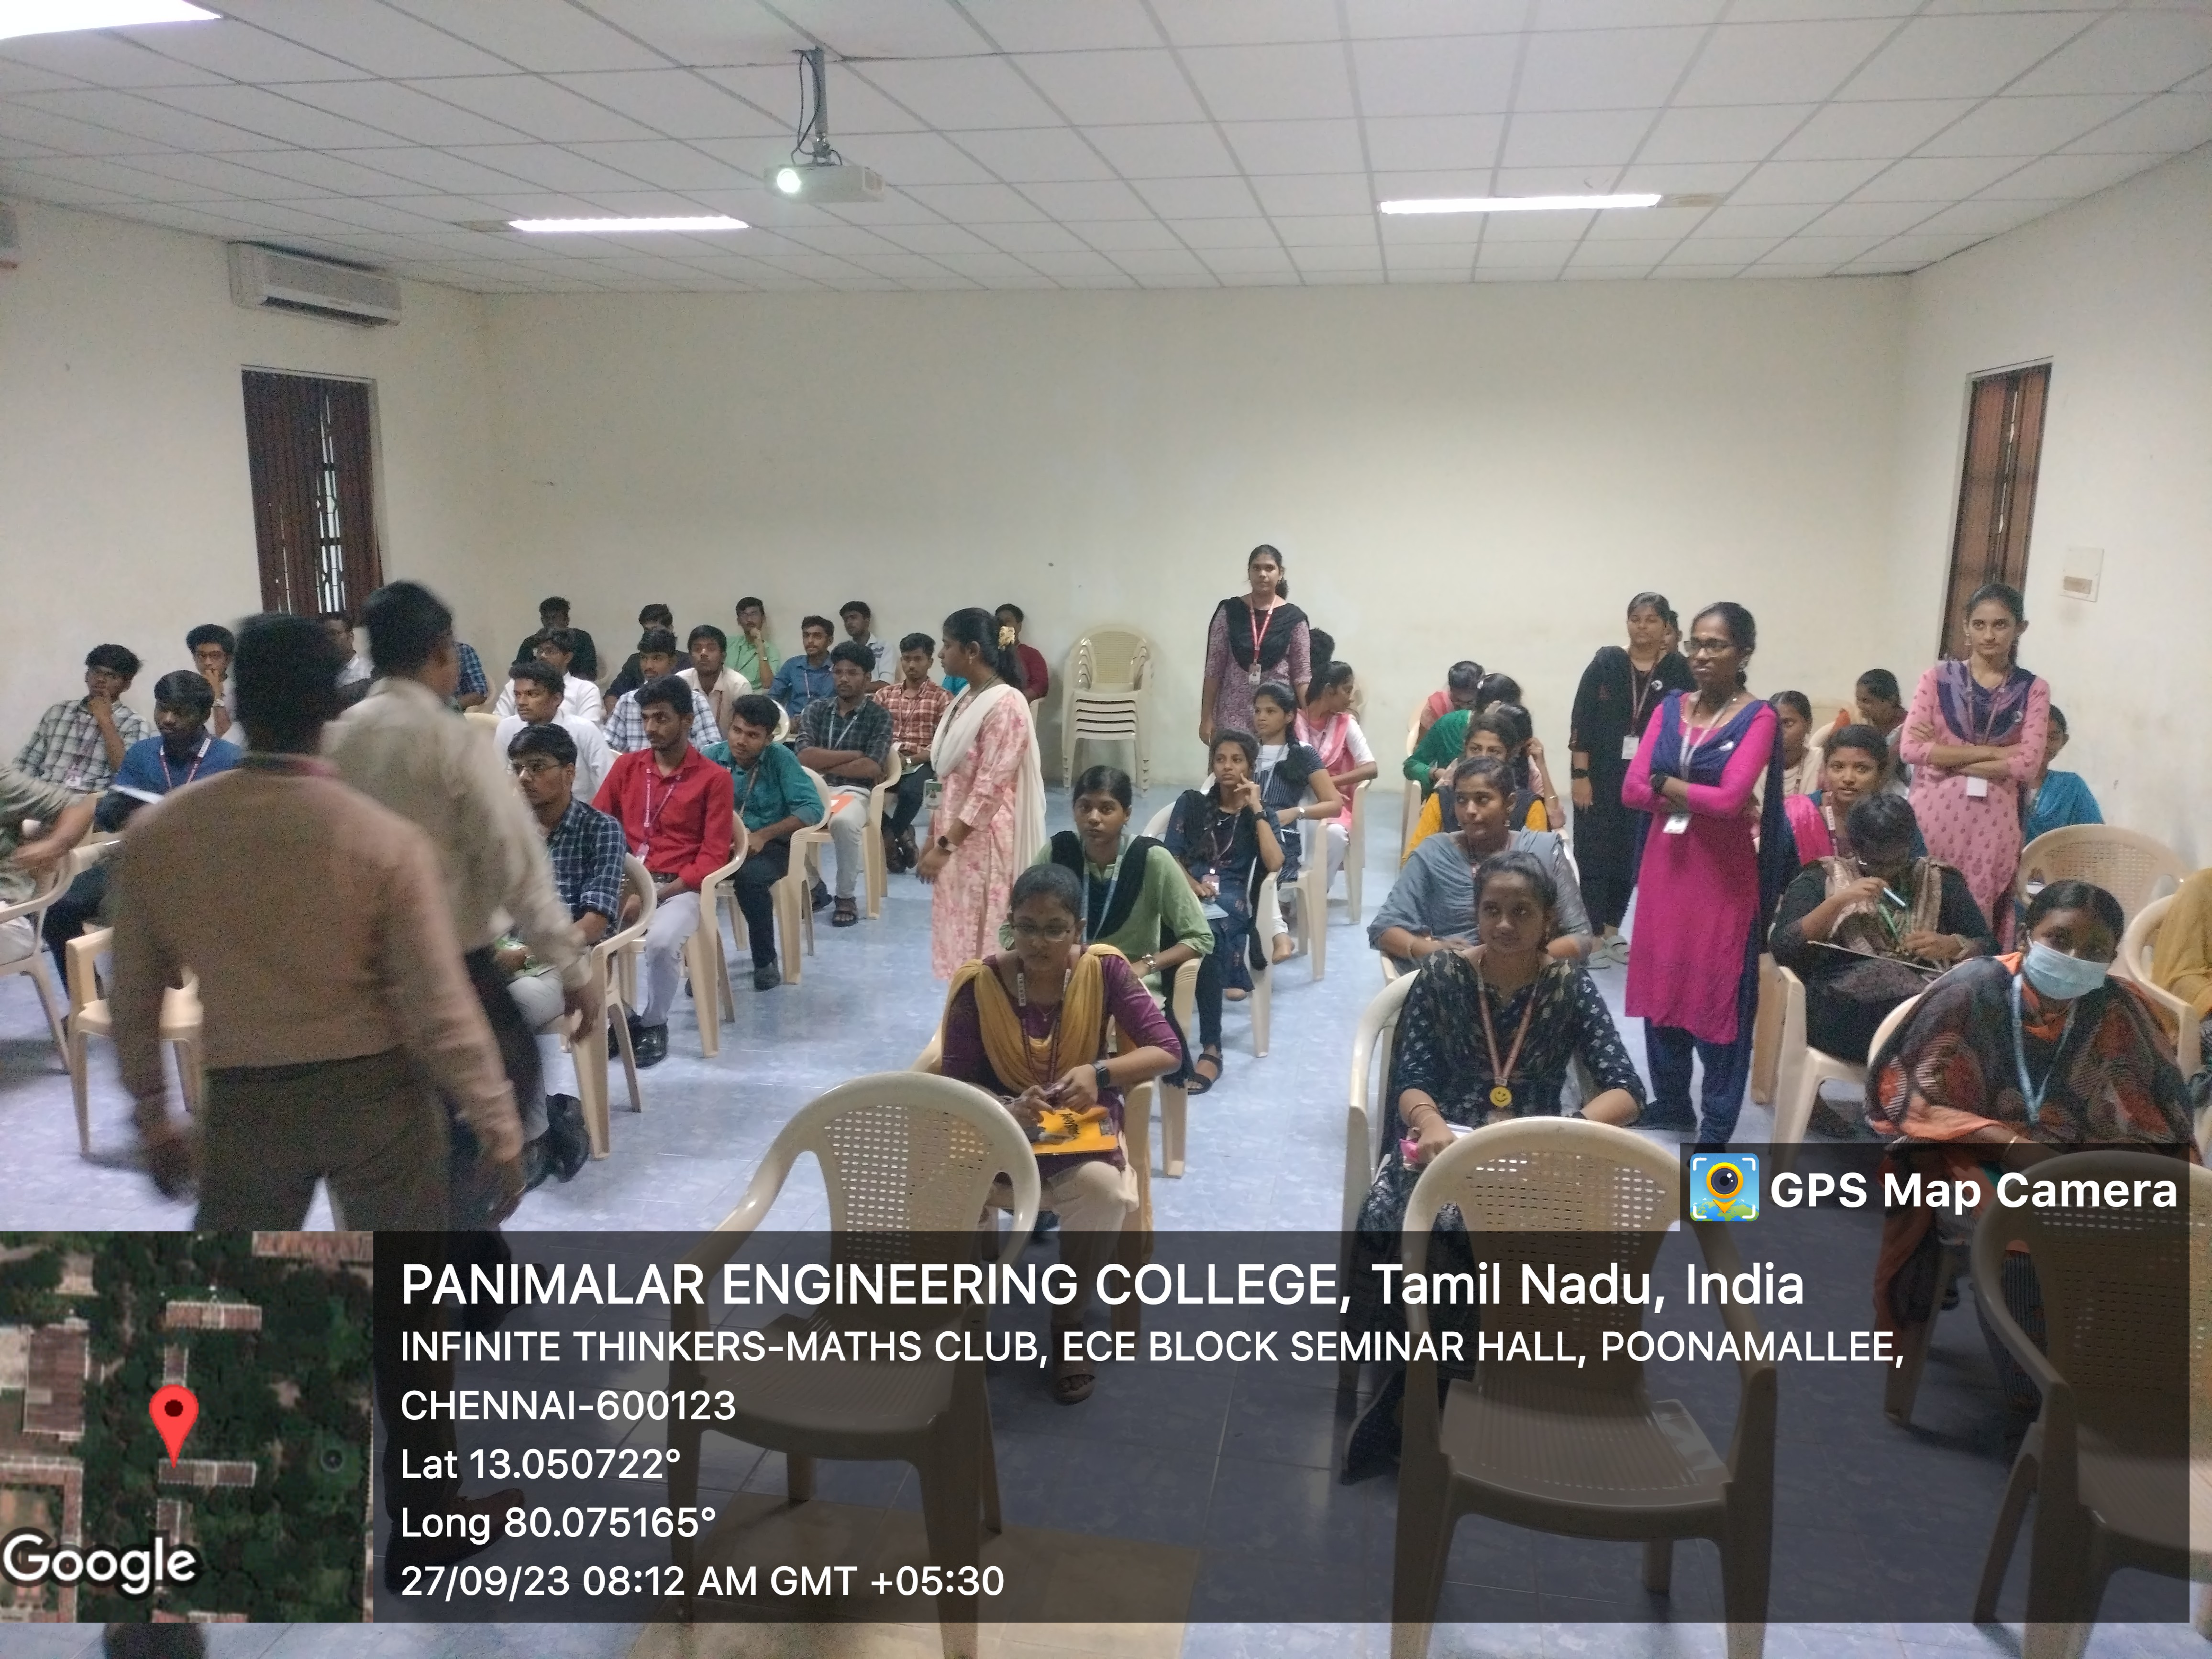 GPS Map Camera
PANIMALAR ENGINEERING COLLEGE, Tamil Nadu, India
INFINITE THINKERS-MATHS CLUB, ECE BLOCK SEMINAR HALL, POONAMALLEE,
CHENNAI-600123
Lat 13.050722°
Long 80.075165°
27/09/23 08:12 AM GMT +05:30
Google